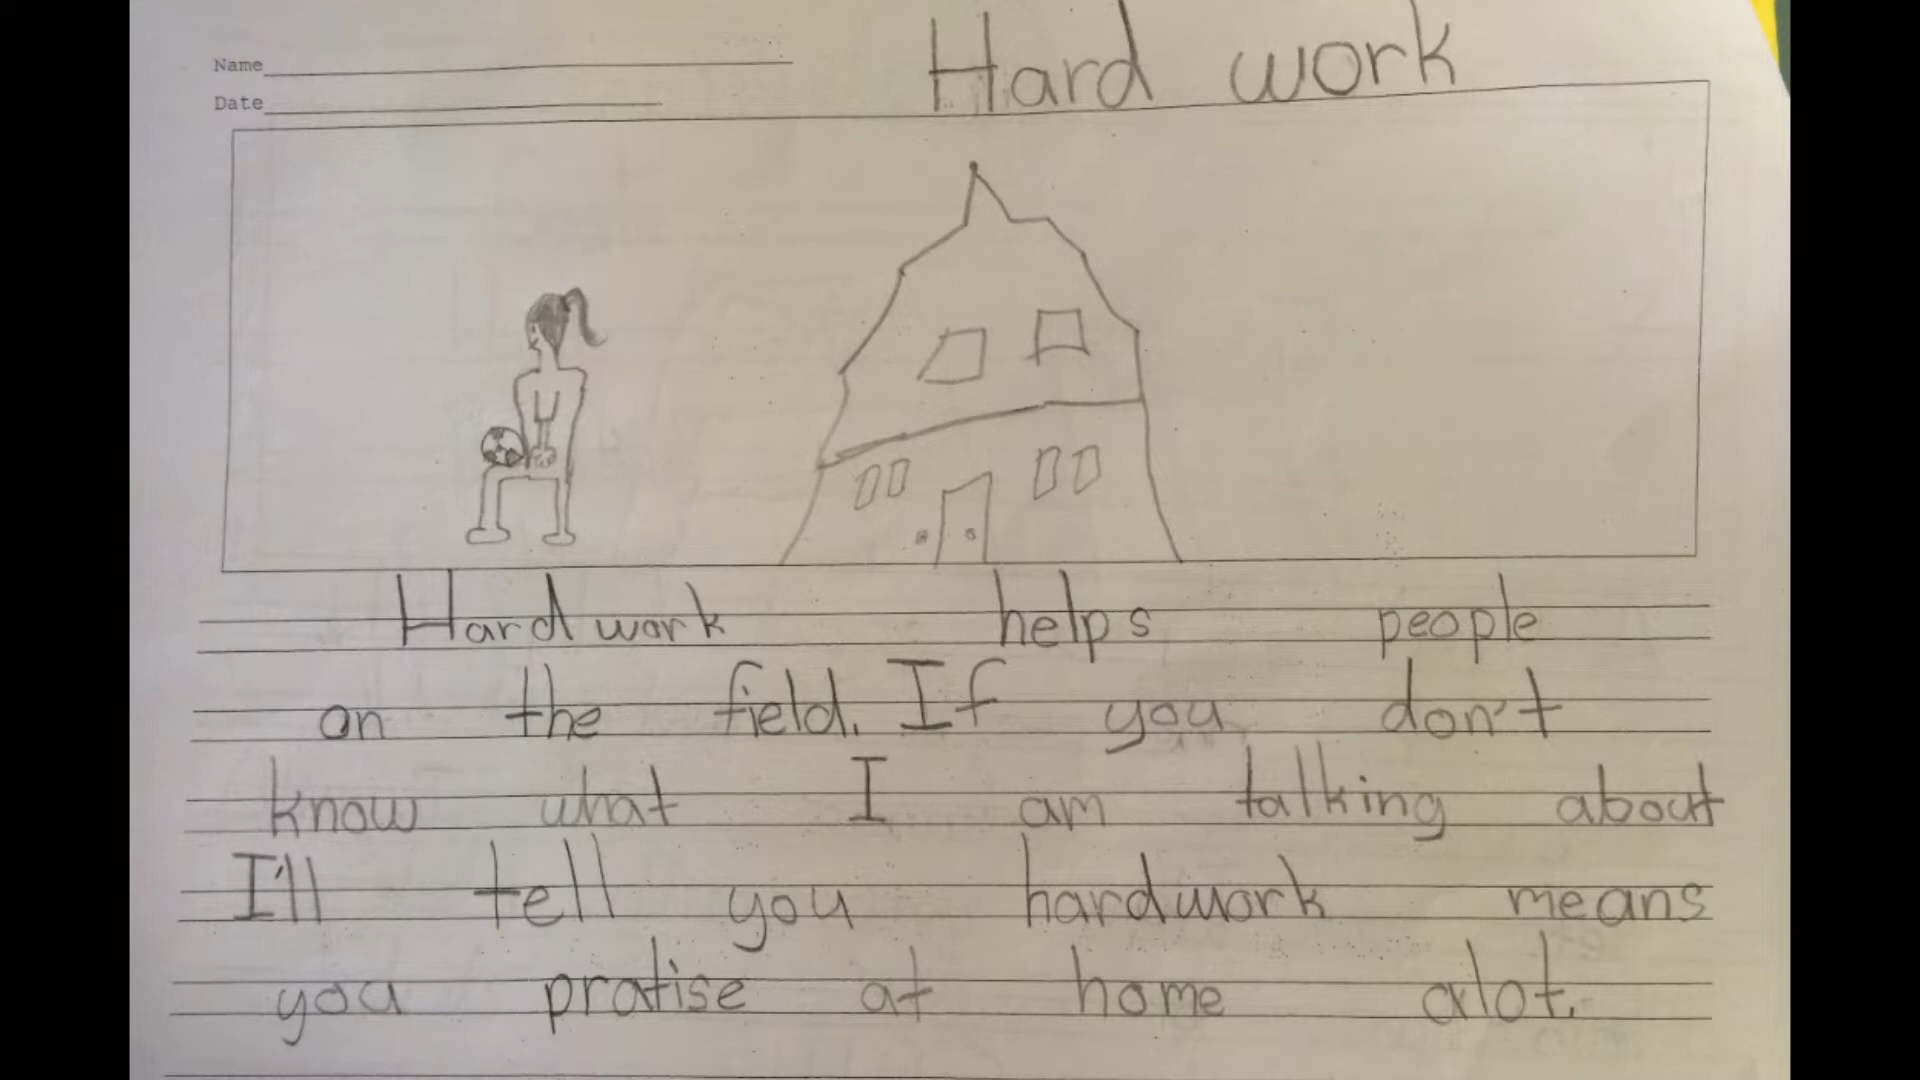 Name
Hard work
Date
Hardwork helps people
on the field. If you don't
know what I am talking about
I'll tell you hardwork means
you pratise at home alot.